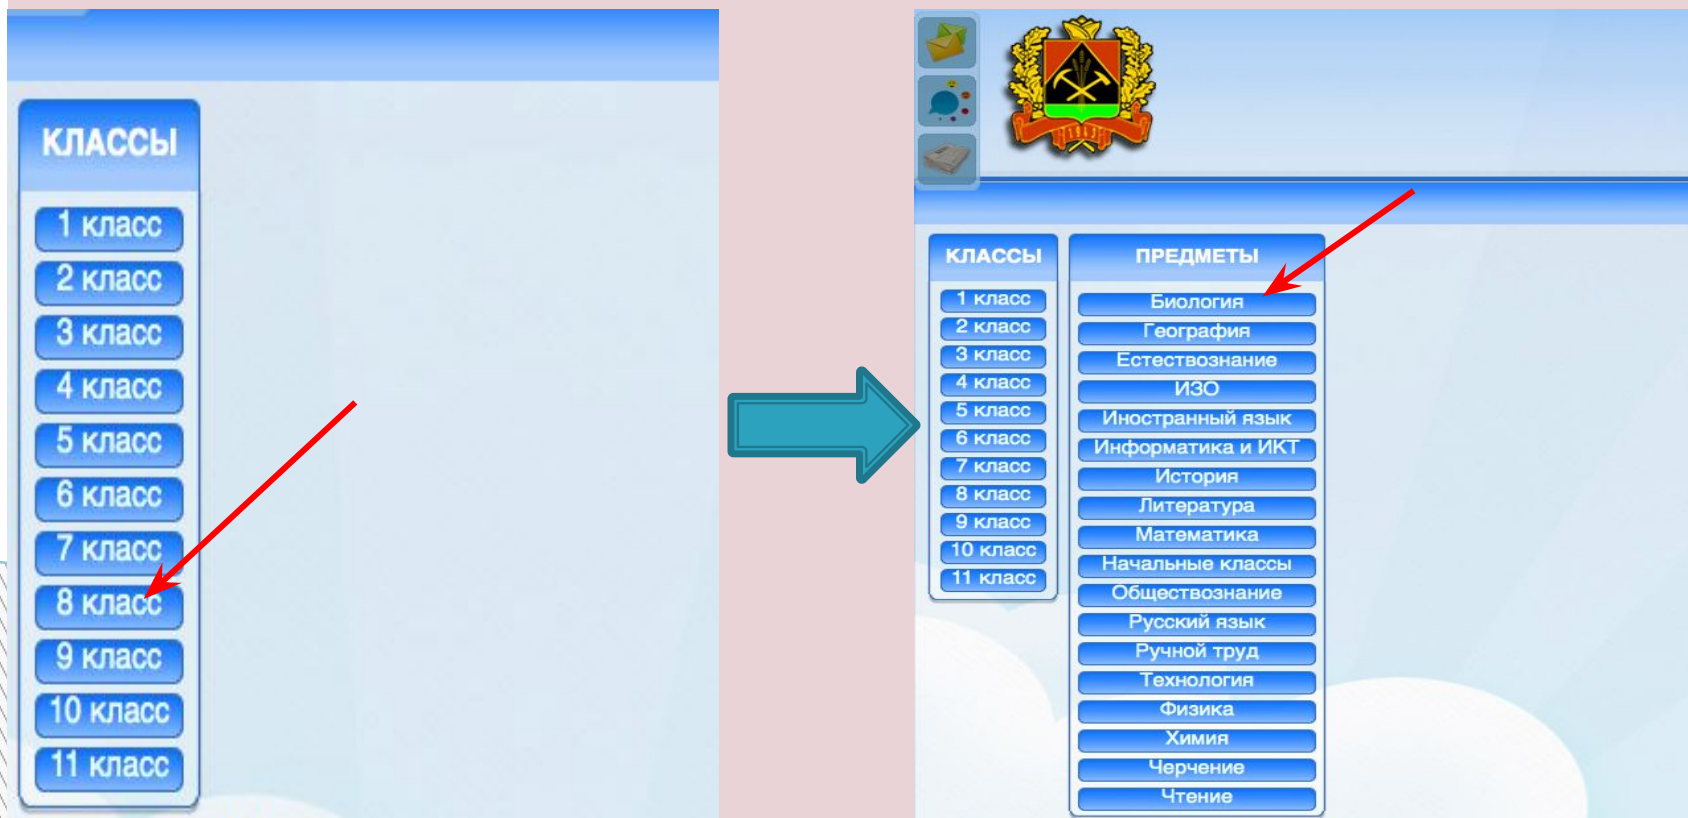 КЛАССЫ
1 класс
2 класс
3 класс
4 класс
5 класс
6 класс
7 класс
8 класс
9 класс
10 класс
11 класс
1943
КЛАССЫ
1 класс
2 класс
3 класс
4 класс
5 класс
6 класс
7 класс
8 класс
9 класс
10 класс
11 класс
ПРЕДМЕТЫ
Биология
География
Естествознание
ИЗО
Иностранный язык
Информатика и ИКТ
История
Литература
Математика
Начальные классы
Обществознание
Русский язык
Ручной труд
Технология
Физика
Химия
Черчение
Чтение